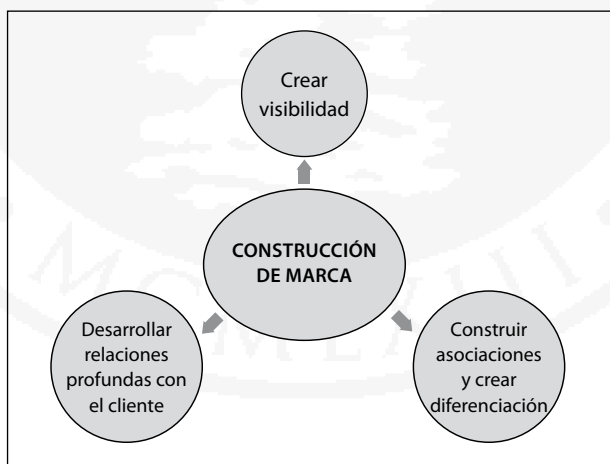 Crear
visibilidad
CONSTRUCCIÓN
DE MARCA
Desarrollar
relaciones
profundas con
el cliente
Construir
asociaciones
y crear
diferenciación